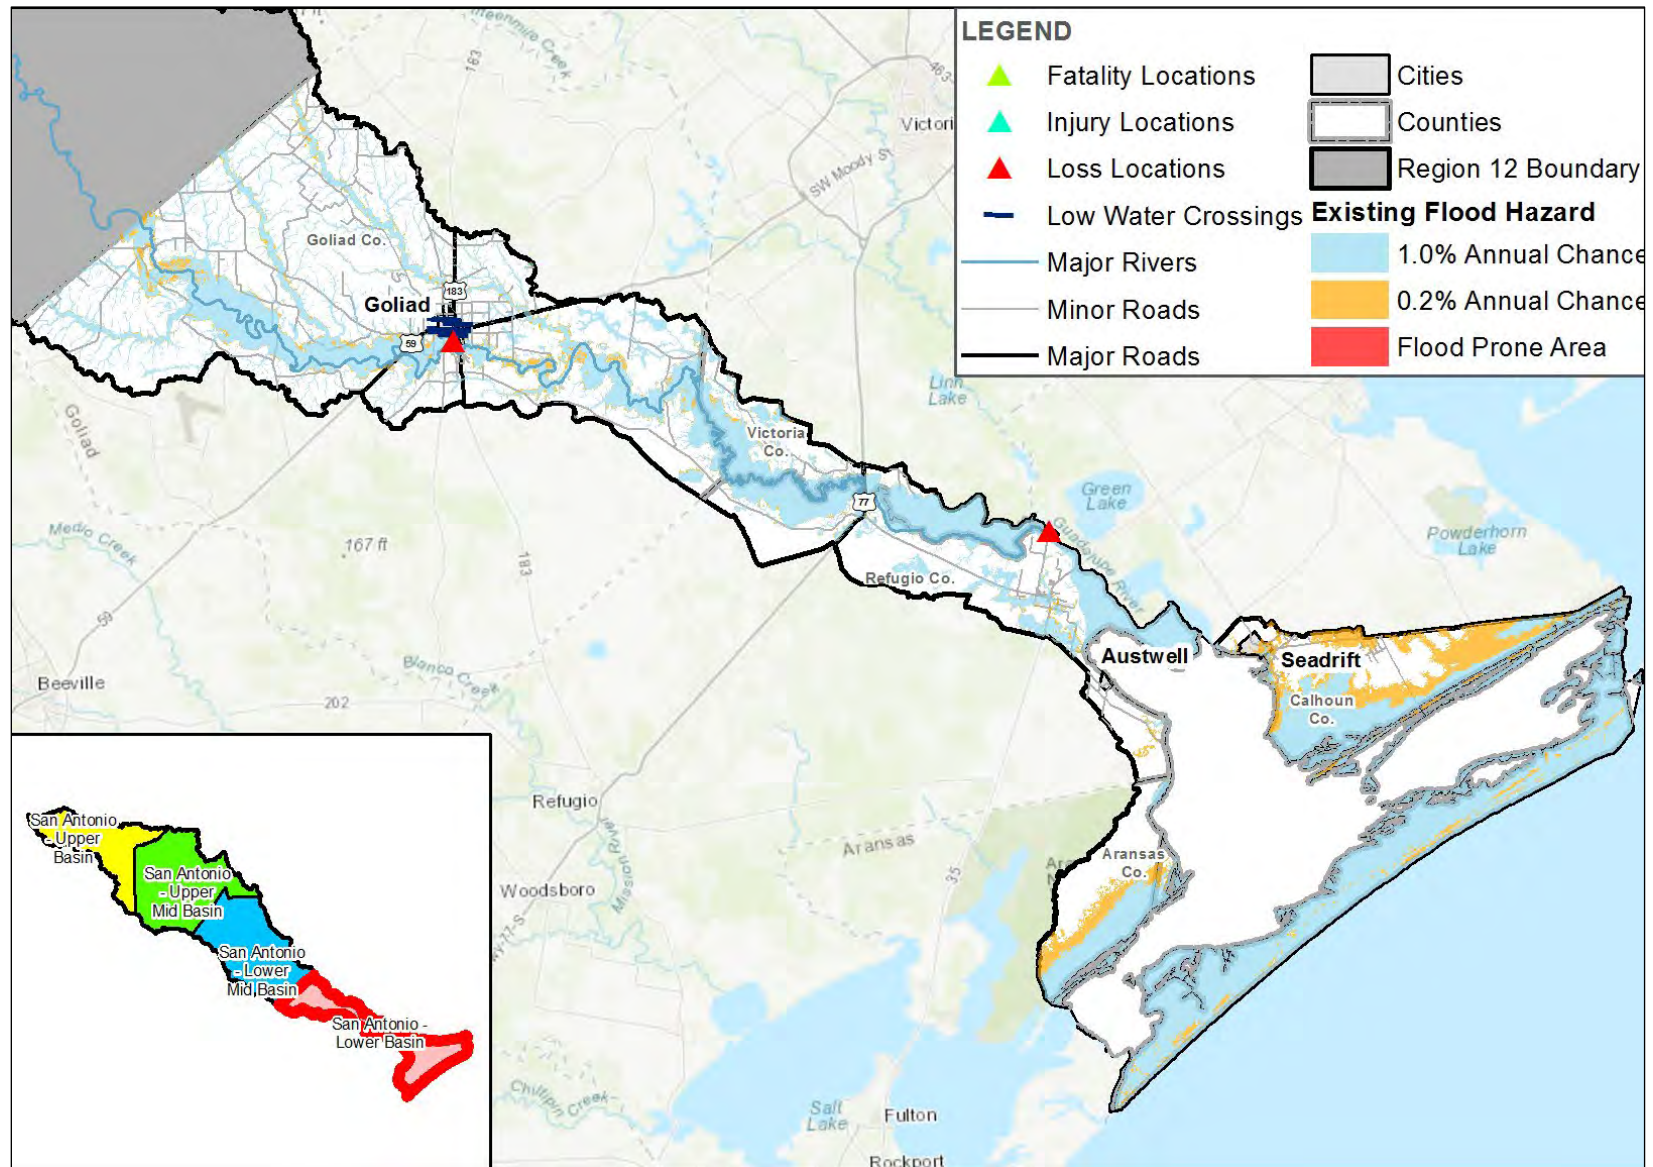 LEGEND
Fatality Locations
Injury Locations
Loss Locations
Low Water Crossings
Major Rivers
Minor Roads
Major Roads
Cities
Counties
Region 12 Boundary
Existing Flood Hazard
1.0% Annual Chance
0.2% Annual Chance
Flood Prone Area
183
463
Victori
SW Moody St
Goliad Co.
Goliad
183
59
Linn
Lake
Goliad
Victoria
Co.
77
Green
Lake
Guadalupe River
Powderhorn
Lake
Medio Creek
167 ft
183
Refugio Co.
59
Blanco Creek
Austwell
Seadrift
Calhoun
Co.
Beeville
202
Refugio
Mission River
Aransas
35
Aransas
Co.
Woodsboro
San Antonio
- Upper
Basin
San Antonio
- Upper
Mid Basin
San Antonio
- Lower
Mid Basin
San Antonio -
Lower Basin
Chiltipin Creek
Salt
Lake
Fulton
Rockport